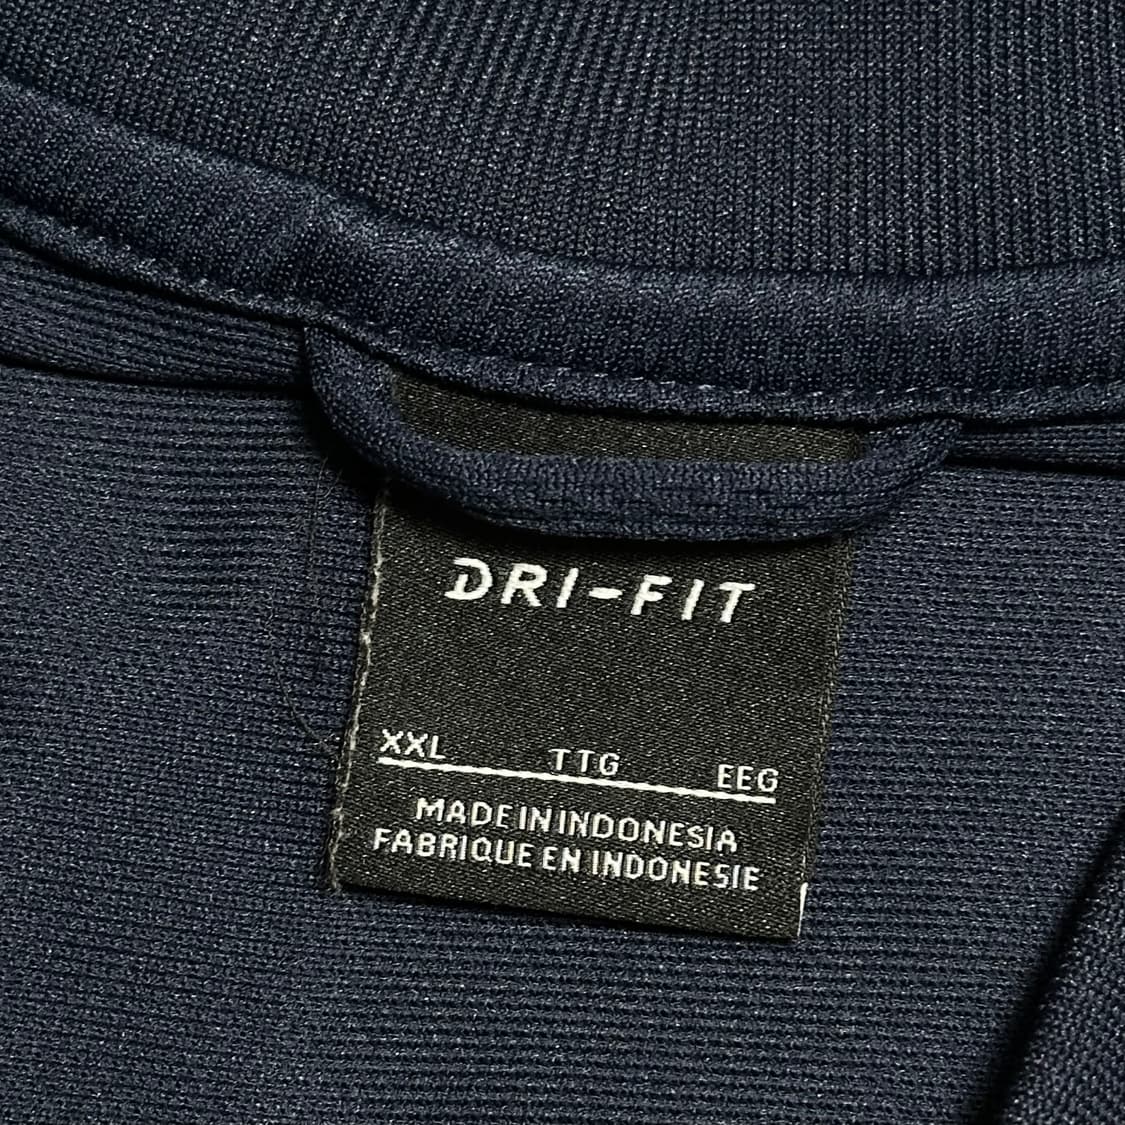 DRI-FIT
XXL TTG EEG
MADE IN INDONESIA
FABRIQUE EN INDONESIE